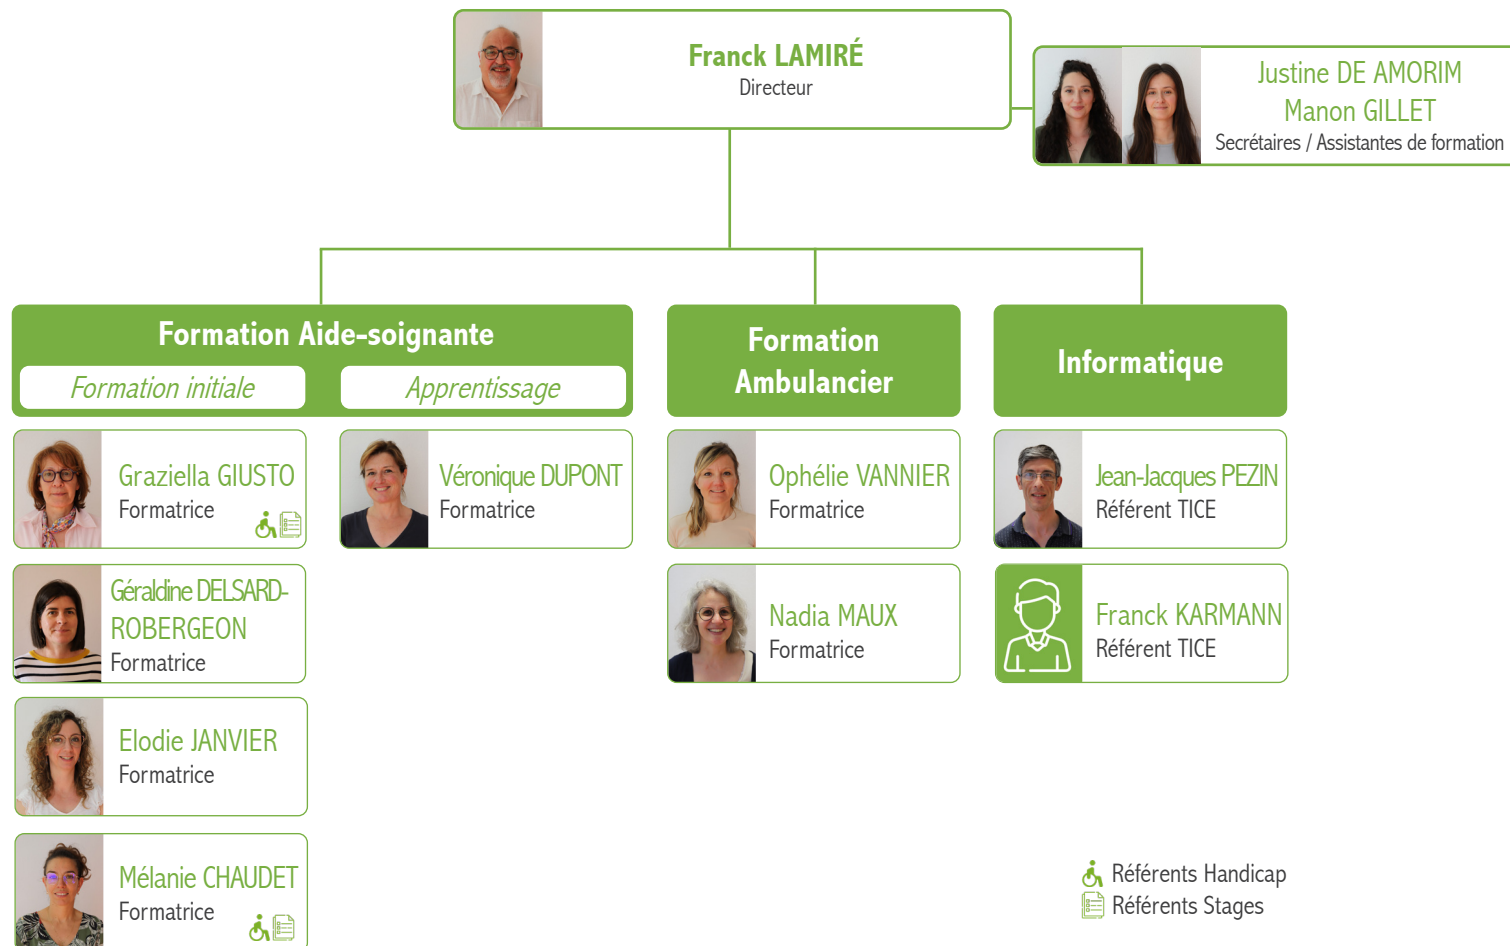 Franck LAMIRÉ
Directeur
Justine DE AMORIM
Manon GILLET
Secrétaires / Assistantes de formation
Formation Aide-soignante
Formation initiale
Apprentissage
Formation
Ambulancier
Informatique
Graziella GIUSTO
Formatrice
Véronique DUPONT
Formatrice
Ophélie VANNIER
Formatrice
Jean-Jacques PEZIN
Référent TICE
Géraldine DELSARD-
ROBERGEON
Formatrice
Nadia MAUX
Formatrice
Franck KARMANN
Référent TICE
Elodie JANVIER
Formatrice
Mélanie CHAUDET
Formatrice
Référents Handicap
Référents Stages